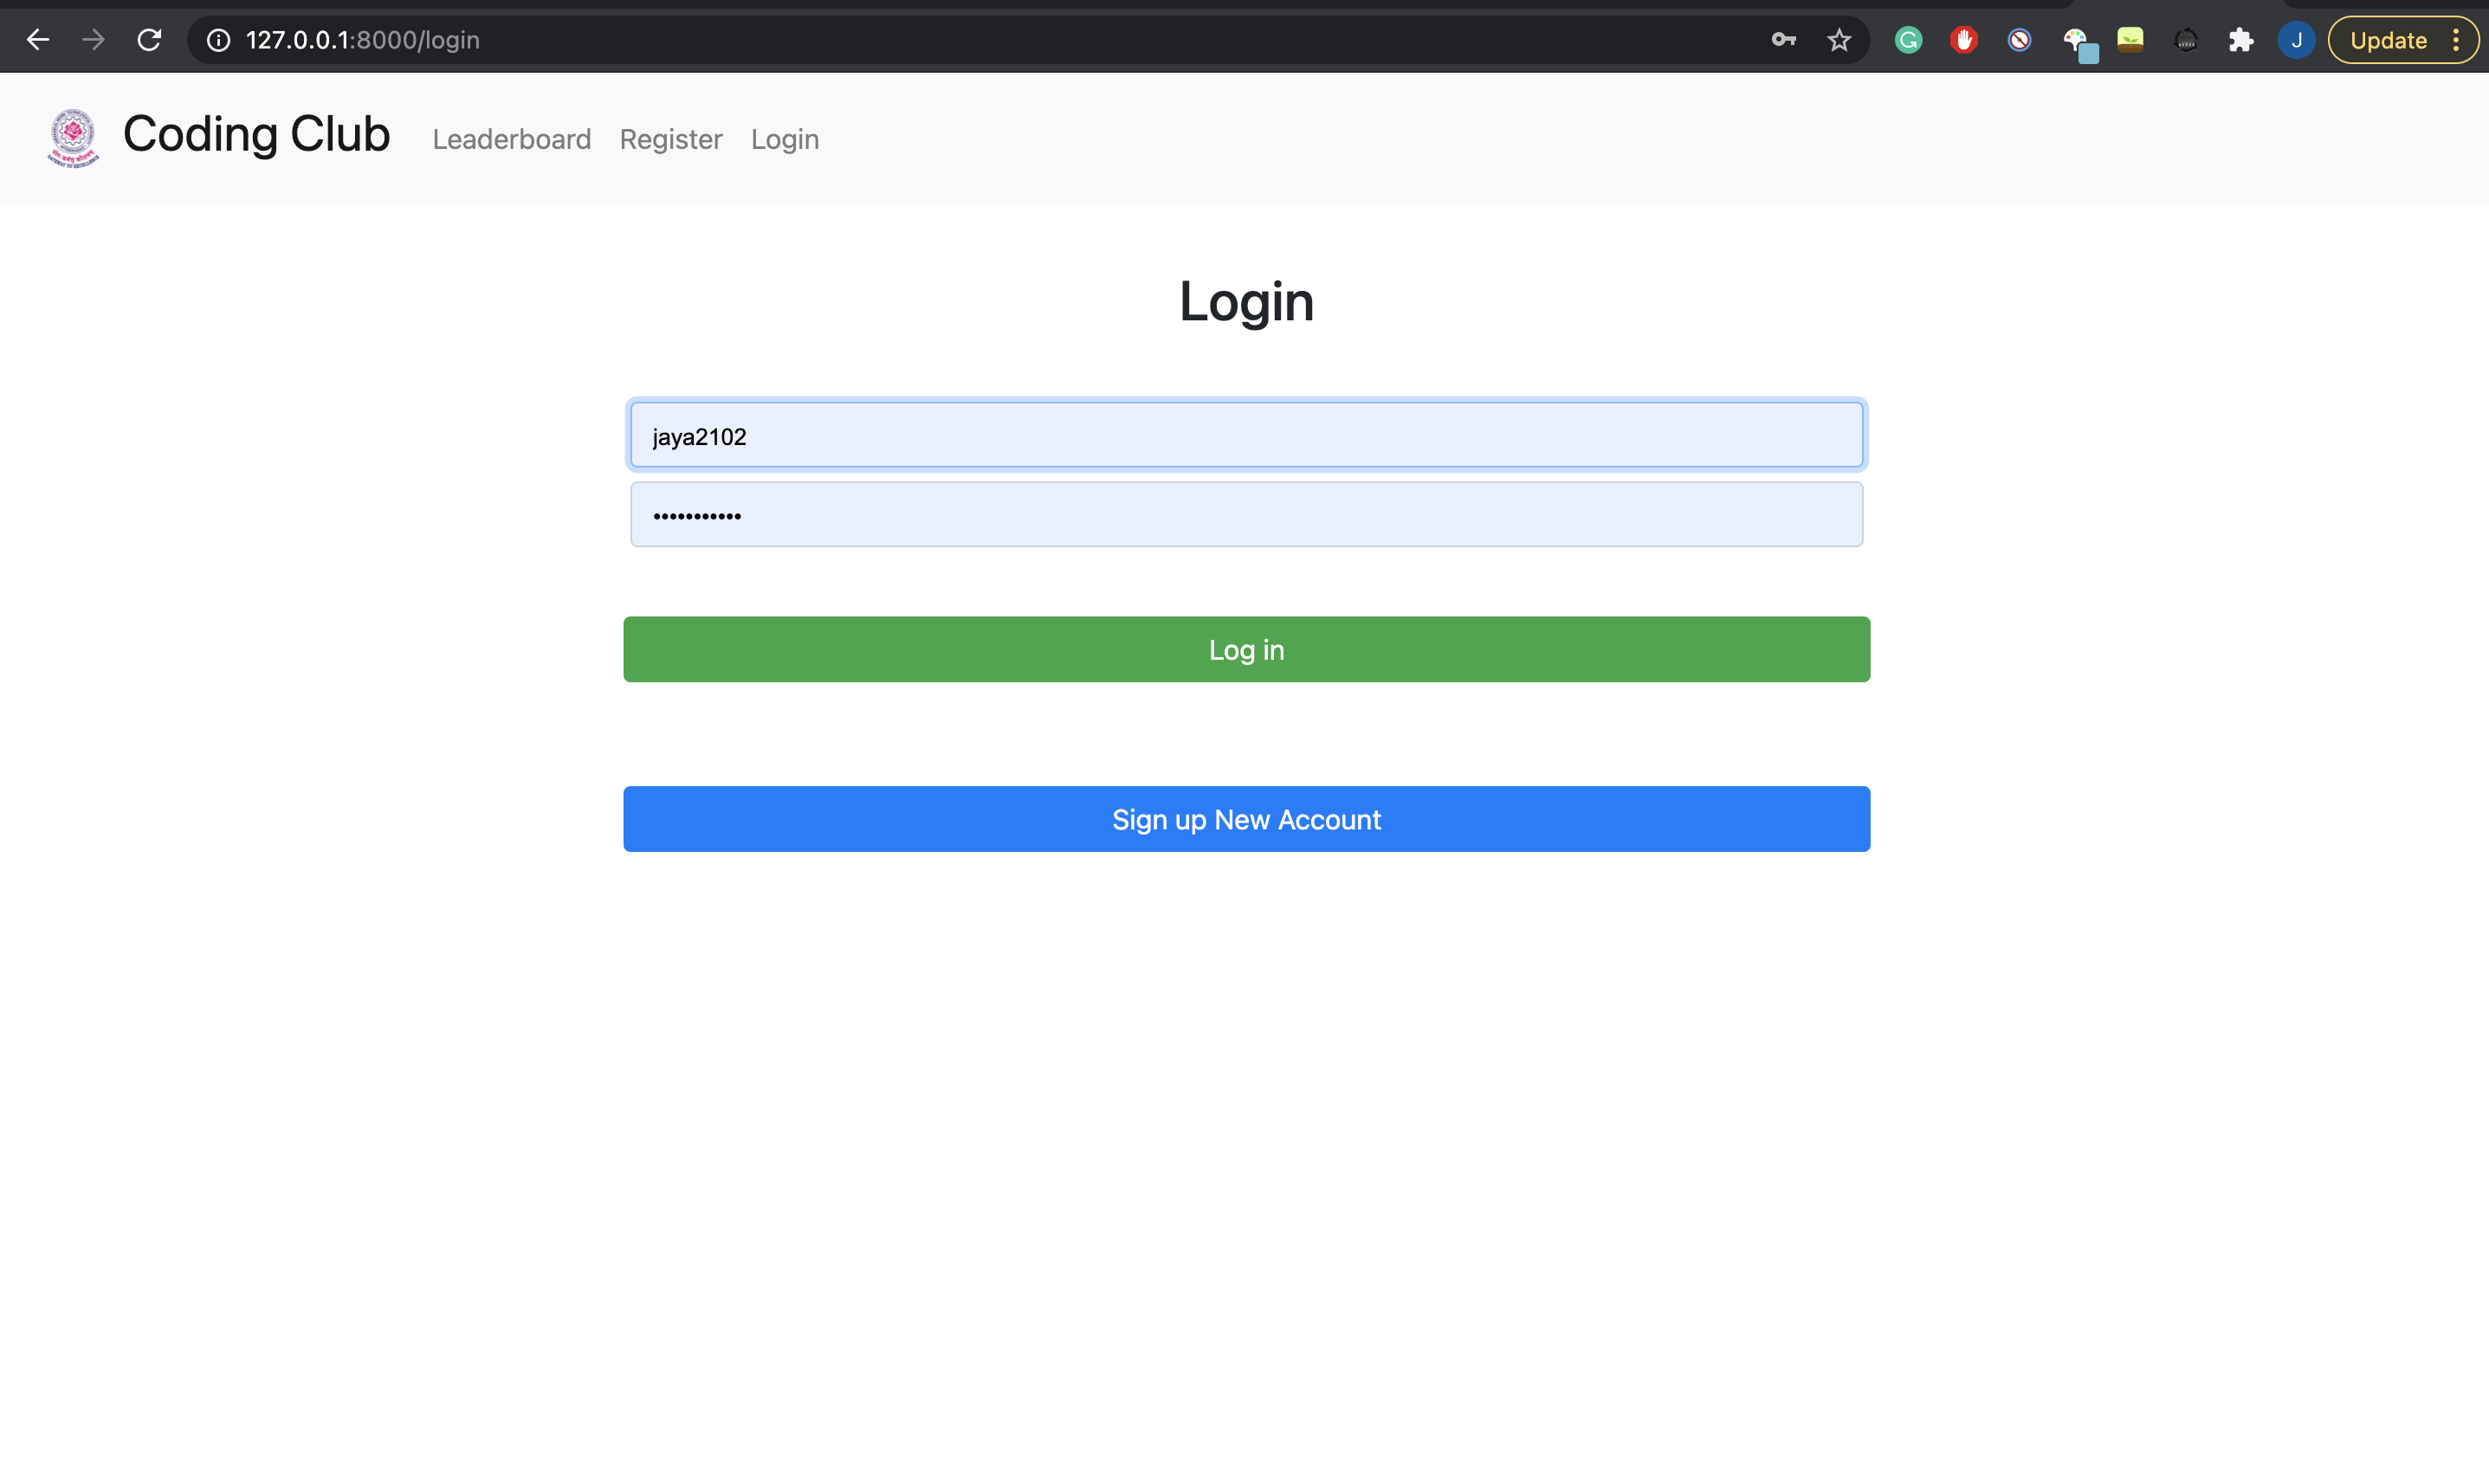 127.0.0.1:8000/login
J
Update
Coding Club
Leaderboard
Register
Login
Login
jaya2102
•••••••••••
Log in
Sign up New Account